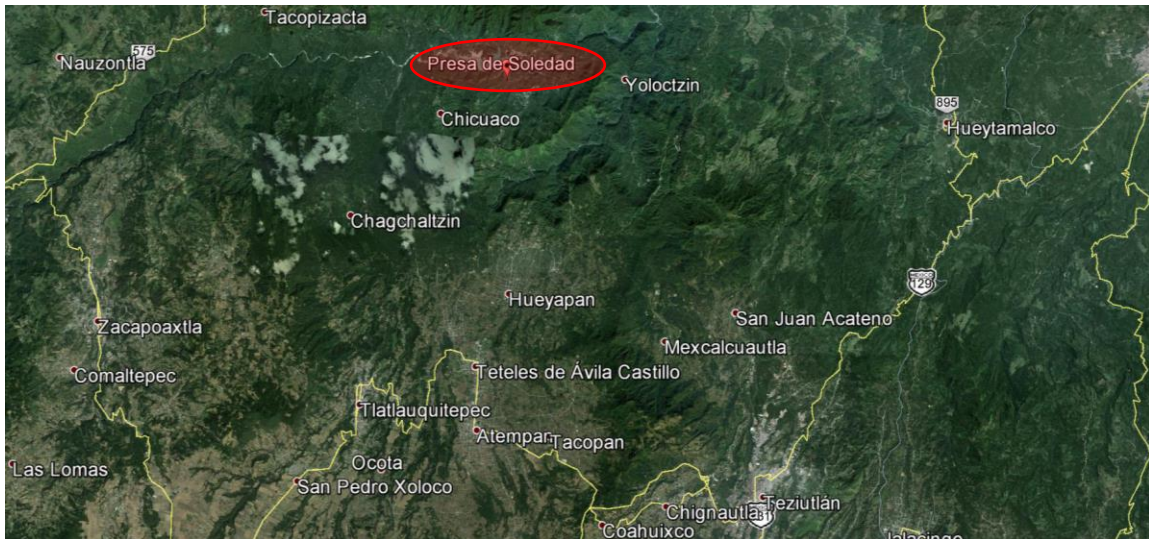 Tacopizacta
575
Nauzontla
Presa de Soledad
Yoloctzin
895
Chicuaco
Hueytamalco
Chagchaltzin
129
Hueyapan
San Juan Acateno
Zacapoaxtla
Mexcalcuautla
Comaltepec
Teteles de Ávila Castillo
Tlatlauquitepec
Atempan
Tacopan
Ocota
Las Lomas
San Pedro Xoloco
Teziutlán
Chignautla
Coahuixco